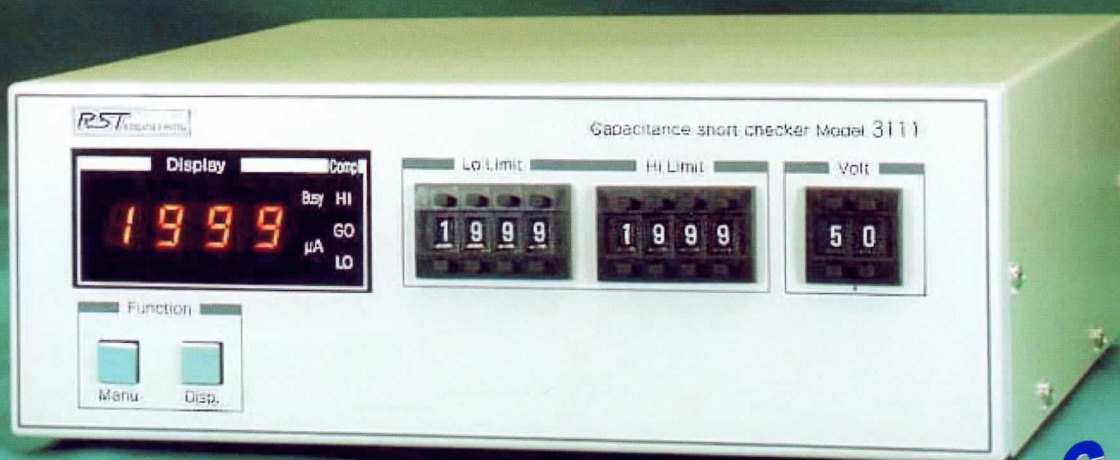 RST
Capacitance short checker Model 3111
Display
Comp
1999
Busy
μA
HI
GO
LO
Lo Limit
1999
Hi Limit
1999
Volt
50
Function
Manu
Disp.